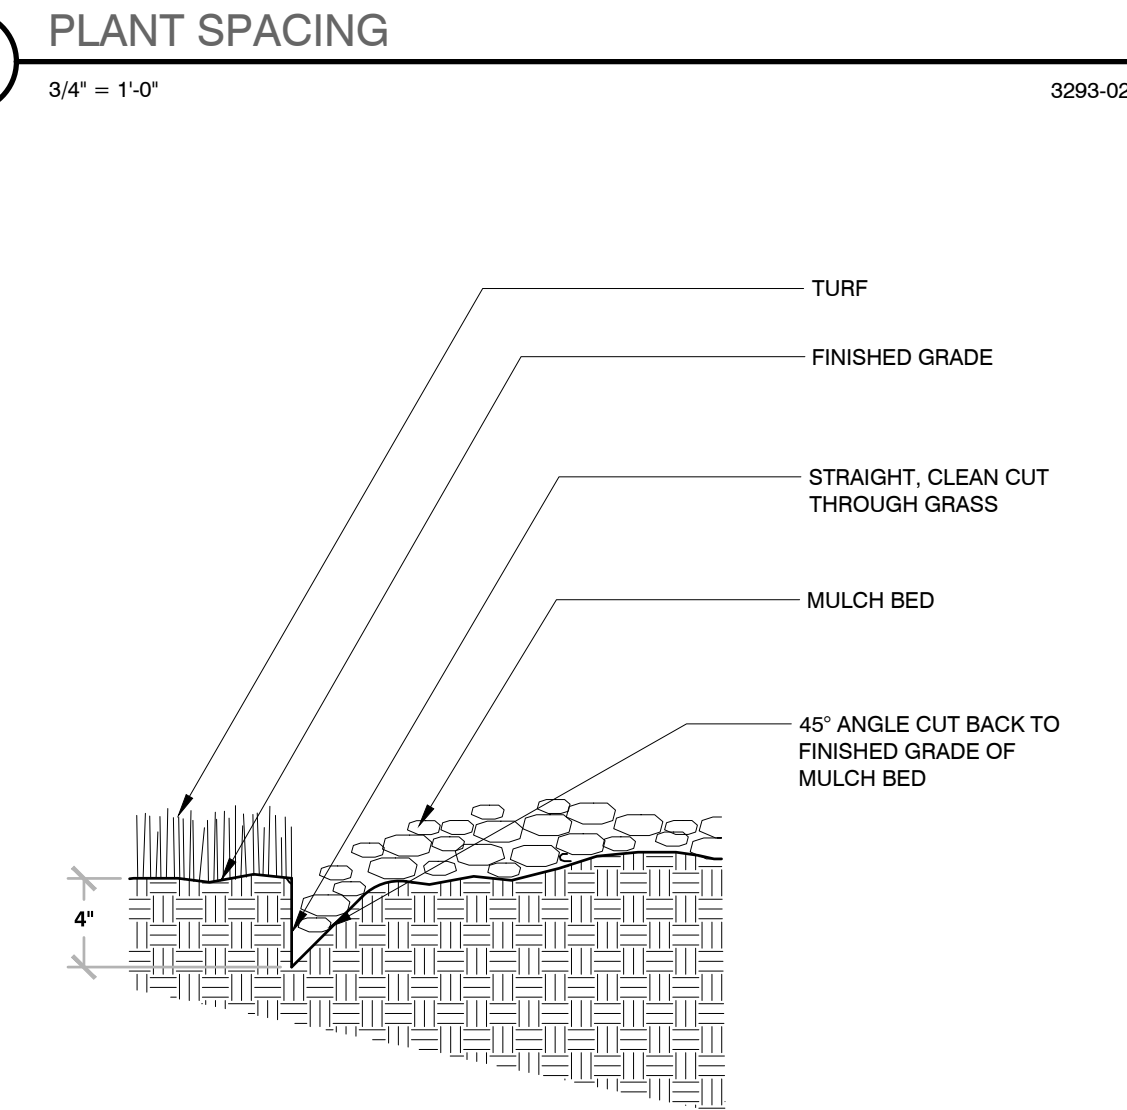 PLANT SPACING
3/4" = 1'-0"
3293-02
TURF
FINISHED GRADE
STRAIGHT, CLEAN CUT
THROUGH GRASS
MULCH BED
45° ANGLE CUT BACK TO
FINISHED GRADE OF
MULCH BED
4"